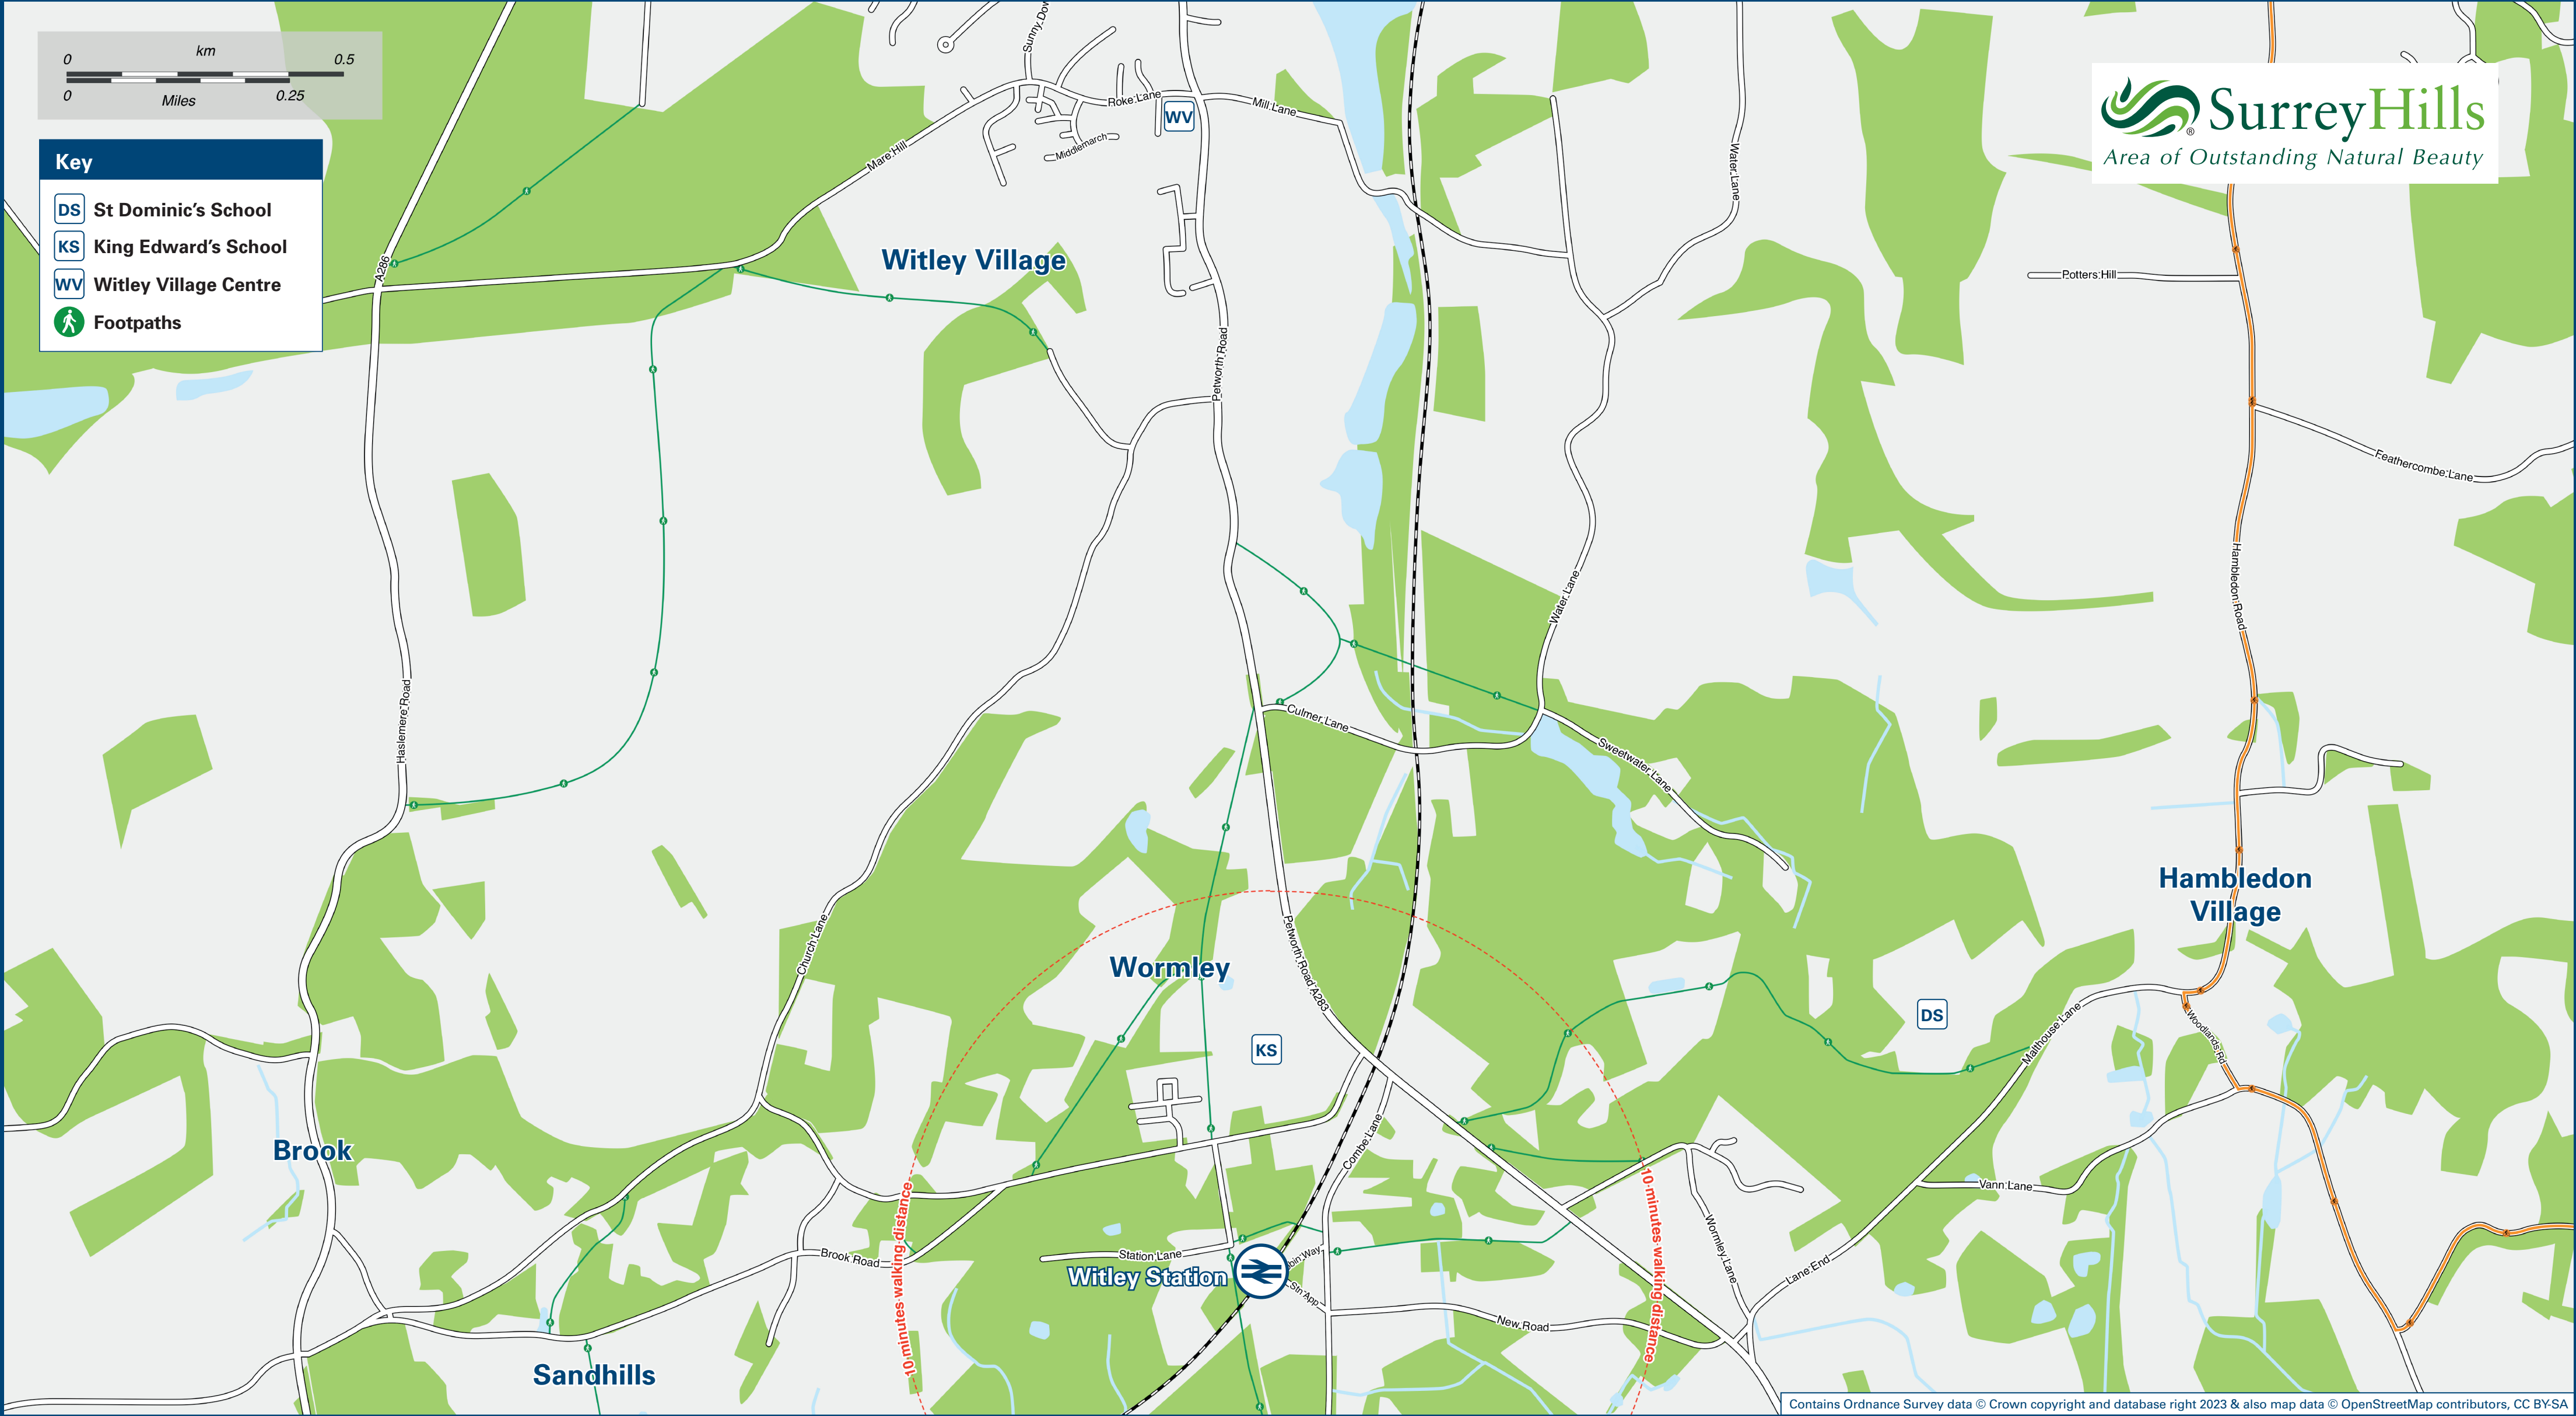 km
0
0.5
0
Miles
0.25
Key
DS St Dominic's School
KS King Edward's School
WV Witley Village Centre
Footpaths
SurreyHills
®
Area of Outstanding Natural Beauty
Roke Lane
WV
Mill Lane
Middlemarch
Mare Hill
Water Lane
A286
Witley Village
Potters Hill
Petworth Road
Feathercombe Lane
Hambledon Road
Water Lane
Haslemere Road
Culmer Lane
Sweetwater Lane
Hambledon
Village
Church Lane
Petworth Road A283
Wormley
DS
KS
Malthouse Lane
Woodlands Rd
Brook
Combe Lane
Vann Lane
10 minutes walking distance
10 minutes walking distance
Wormley Lane
Brook Road
Station Lane
Witley Station
Stn App
Lane End
New Road
Sandhills
Contains Ordnance Survey data © Crown copyright and database right 2023 & also map data © OpenStreetMap contributors, CC BY-SA